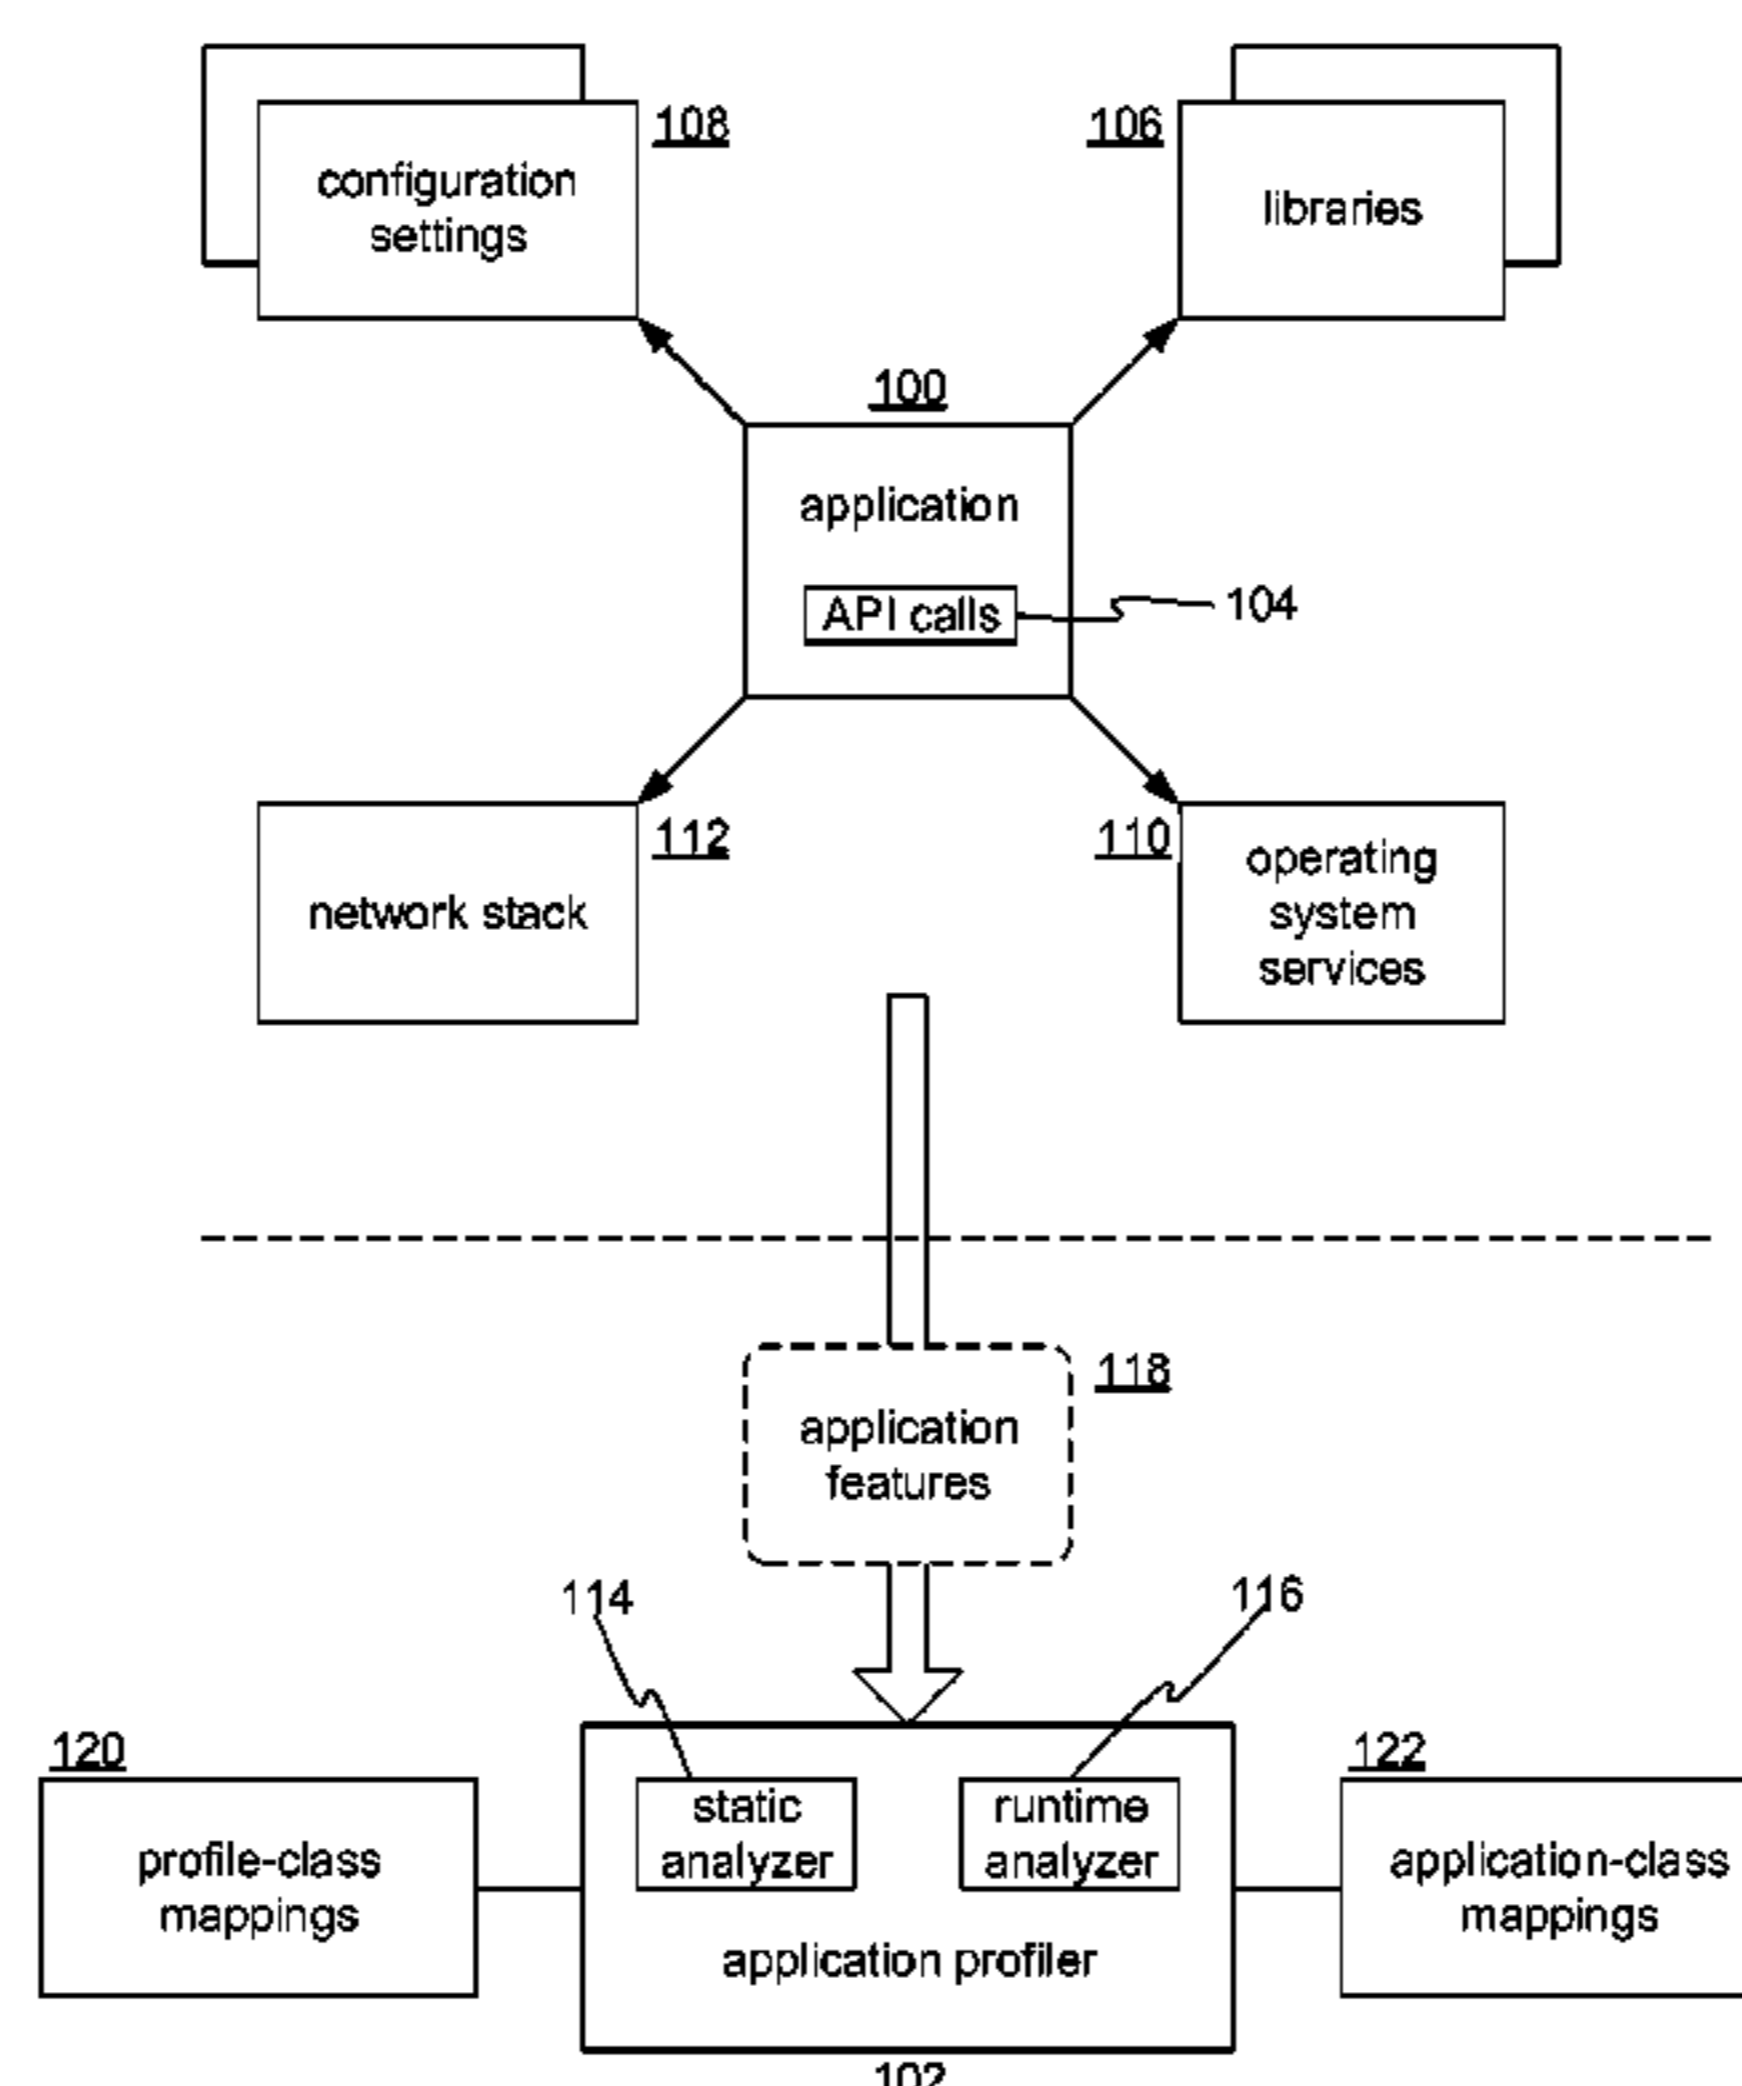 108
106
configuration
settings
libraries
100
application
API calls
104
112
110
network stack
operating
system
services
118
application
features
114
116
120
122
static
analyzer
runtime
analyzer
profile-class
mappings
application-class
mappings
application profiler
102